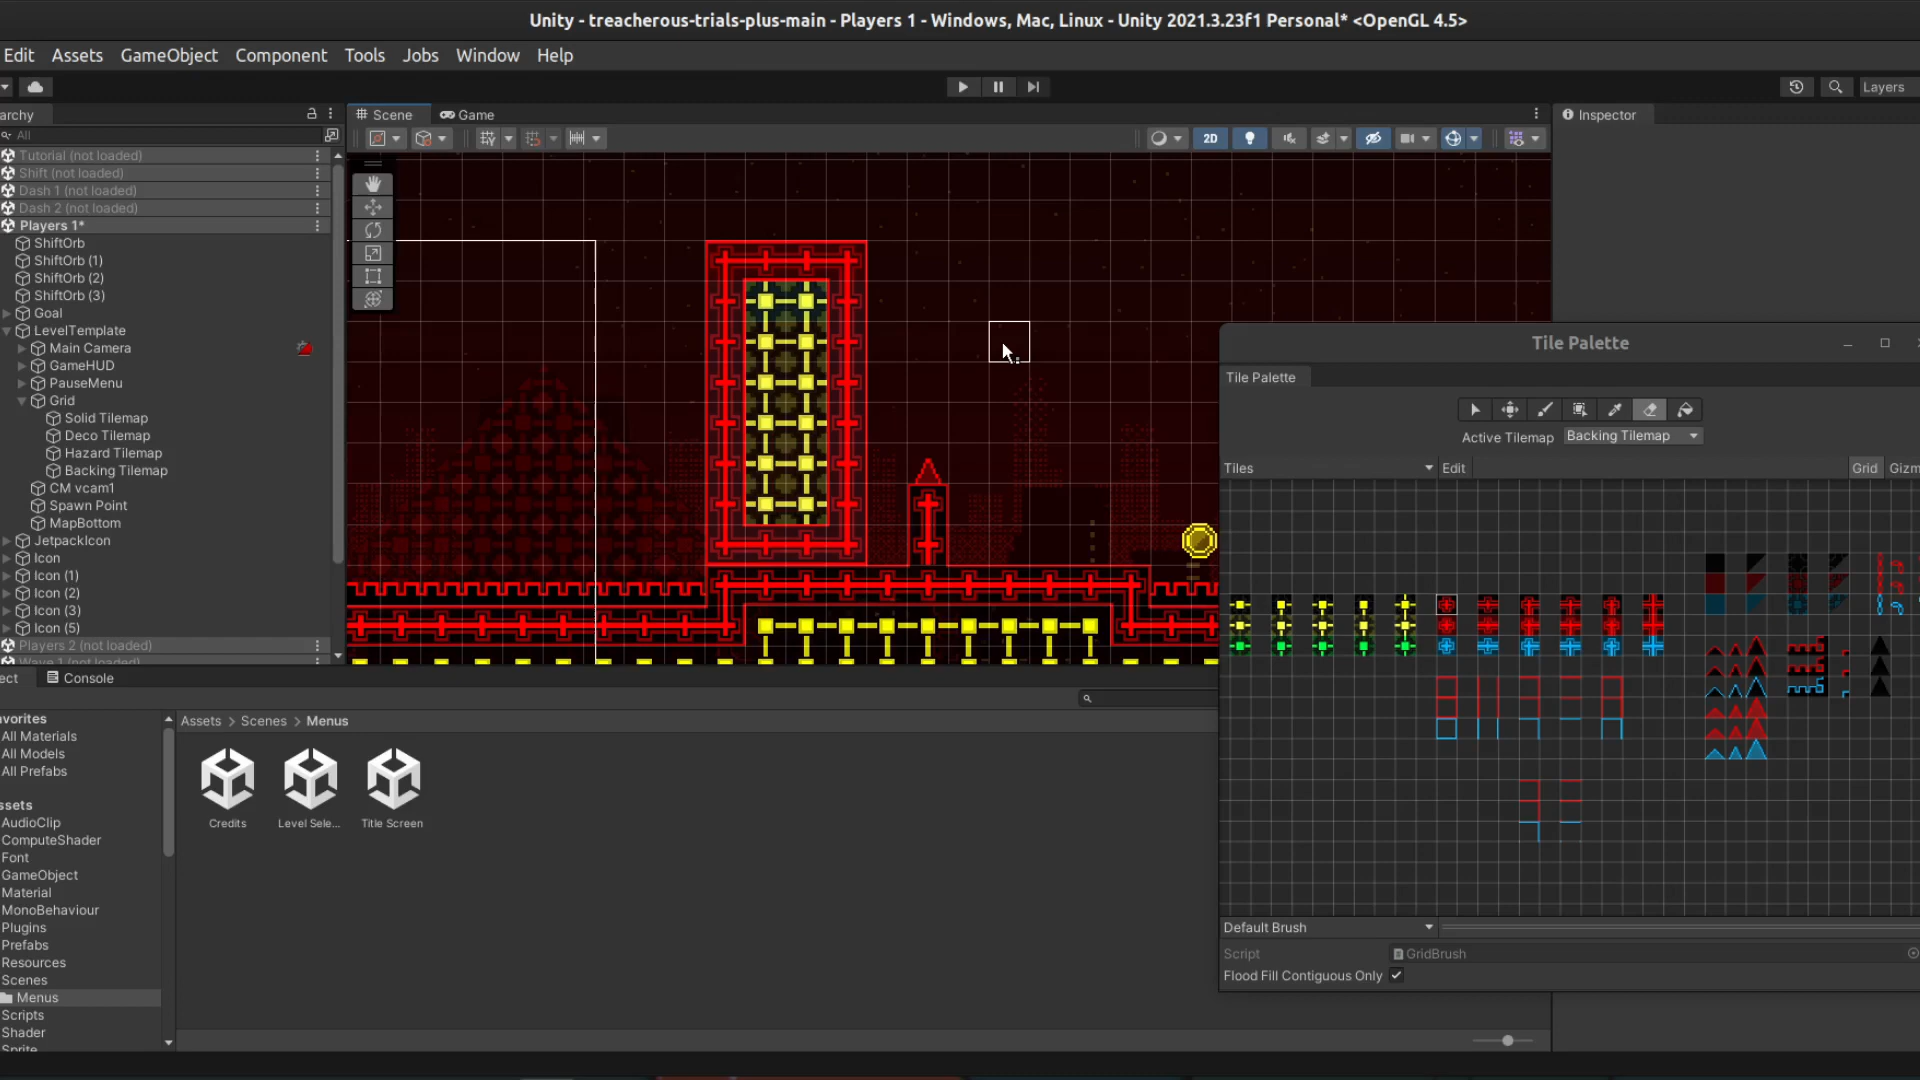 Unity - treacherous-trials-plus-main - Players 1 - Windows, Mac, Linux - Unity 2021.3.23f1 Personal* <OpenGL 4.5>
Edit Assets GameObject Component Tools Jobs Window Help
Layers
archy
Scene
Game
Inspector
All
2D
Tutorial (not loaded)
Shift (not loaded)
Dash 1 (not loaded)
Dash 2 (not loaded)
Players 1*
ShiftOrb
ShiftOrb (1)
ShiftOrb (2)
ShiftOrb (3)
Goal
LevelTemplate
Main Camera
GameHUD
PauseMenu
Grid
Solid Tilemap
Deco Tilemap
Hazard Tilemap
Backing Tilemap
CM vcam1
Spawn Point
MapBottom
JetpackIcon
Icon
Icon (1)
Icon (2)
Icon (3)
Icon (5)
Players 2 (not loaded)
Wave 1 (not loaded)
Tile Palette
Tile Palette
Active Tilemap Backing Tilemap
Tiles Edit Grid Gizm
Default Brush
Script GridBrush
Flood Fill Contiguous Only
ect Console
Assets > Scenes > Menus
Credits
Level Sele...
Title Screen
vorites
All Materials
All Models
All Prefabs
ssets
AudioClip
ComputeShader
Font
GameObject
Material
MonoBehaviour
Plugins
Prefabs
Resources
Scenes
Menus
Scripts
Shader
Sprite